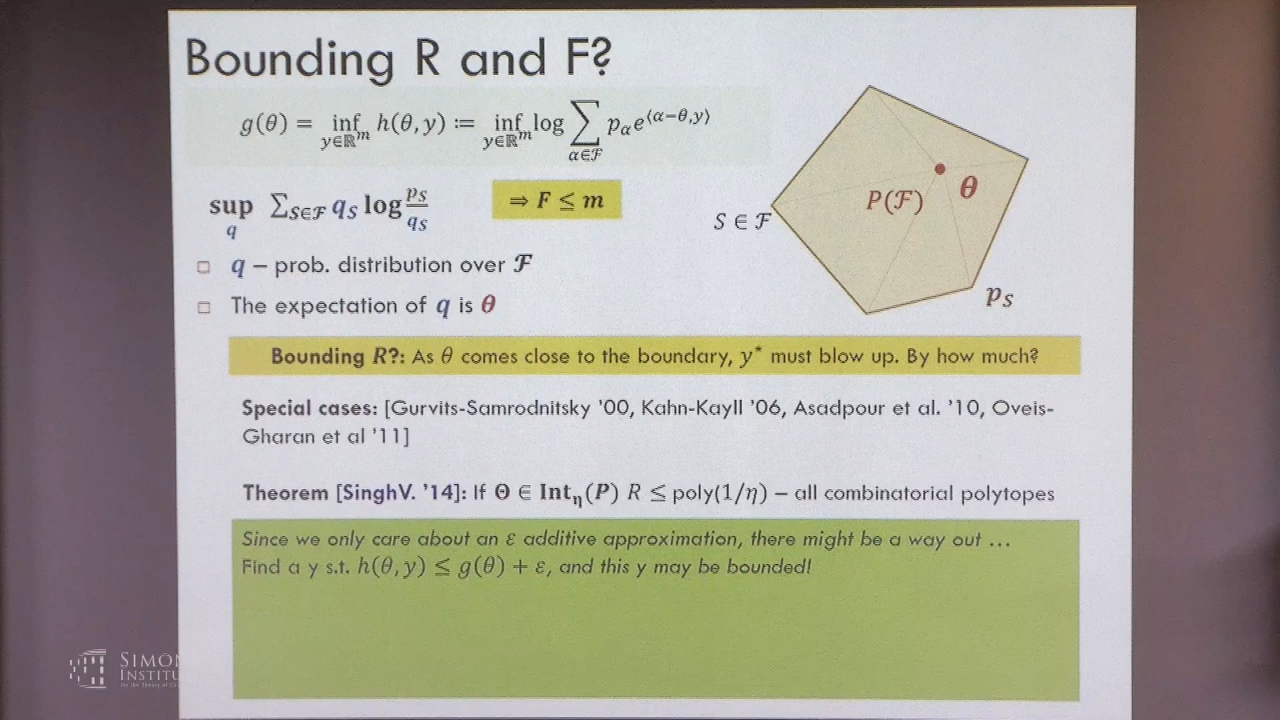 Bounding R and F?
g(θ) = inf_{y∈ℝ^m} h(θ, y) ≔ inf_{y∈ℝ^m} log ∑_{α∈ℱ} p_α e^{⟨α−θ,y⟩}
sup_q ∑_{S∈ℱ} q_S log p_S/q_S
⇒ F ≤ m
□ q – prob. distribution over ℱ
□ The expectation of q is θ
P(ℱ)
θ
S ∈ ℱ
p_S
Bounding R?: As θ comes close to the boundary, y* must blow up. By how much?
Special cases: [Gurvits-Samrodnitsky '00, Kahn-Kayll '06, Asadpour et al. '10, Oveis-
Gharan et al '11]
Theorem [SinghV. '14]: If Θ ∈ Int_η(P) R ≤ poly(1/η) – all combinatorial polytopes
Since we only care about an ε additive approximation, there might be a way out ...
Find a y s.t. h(θ, y) ≤ g(θ) + ε, and this y may be bounded!